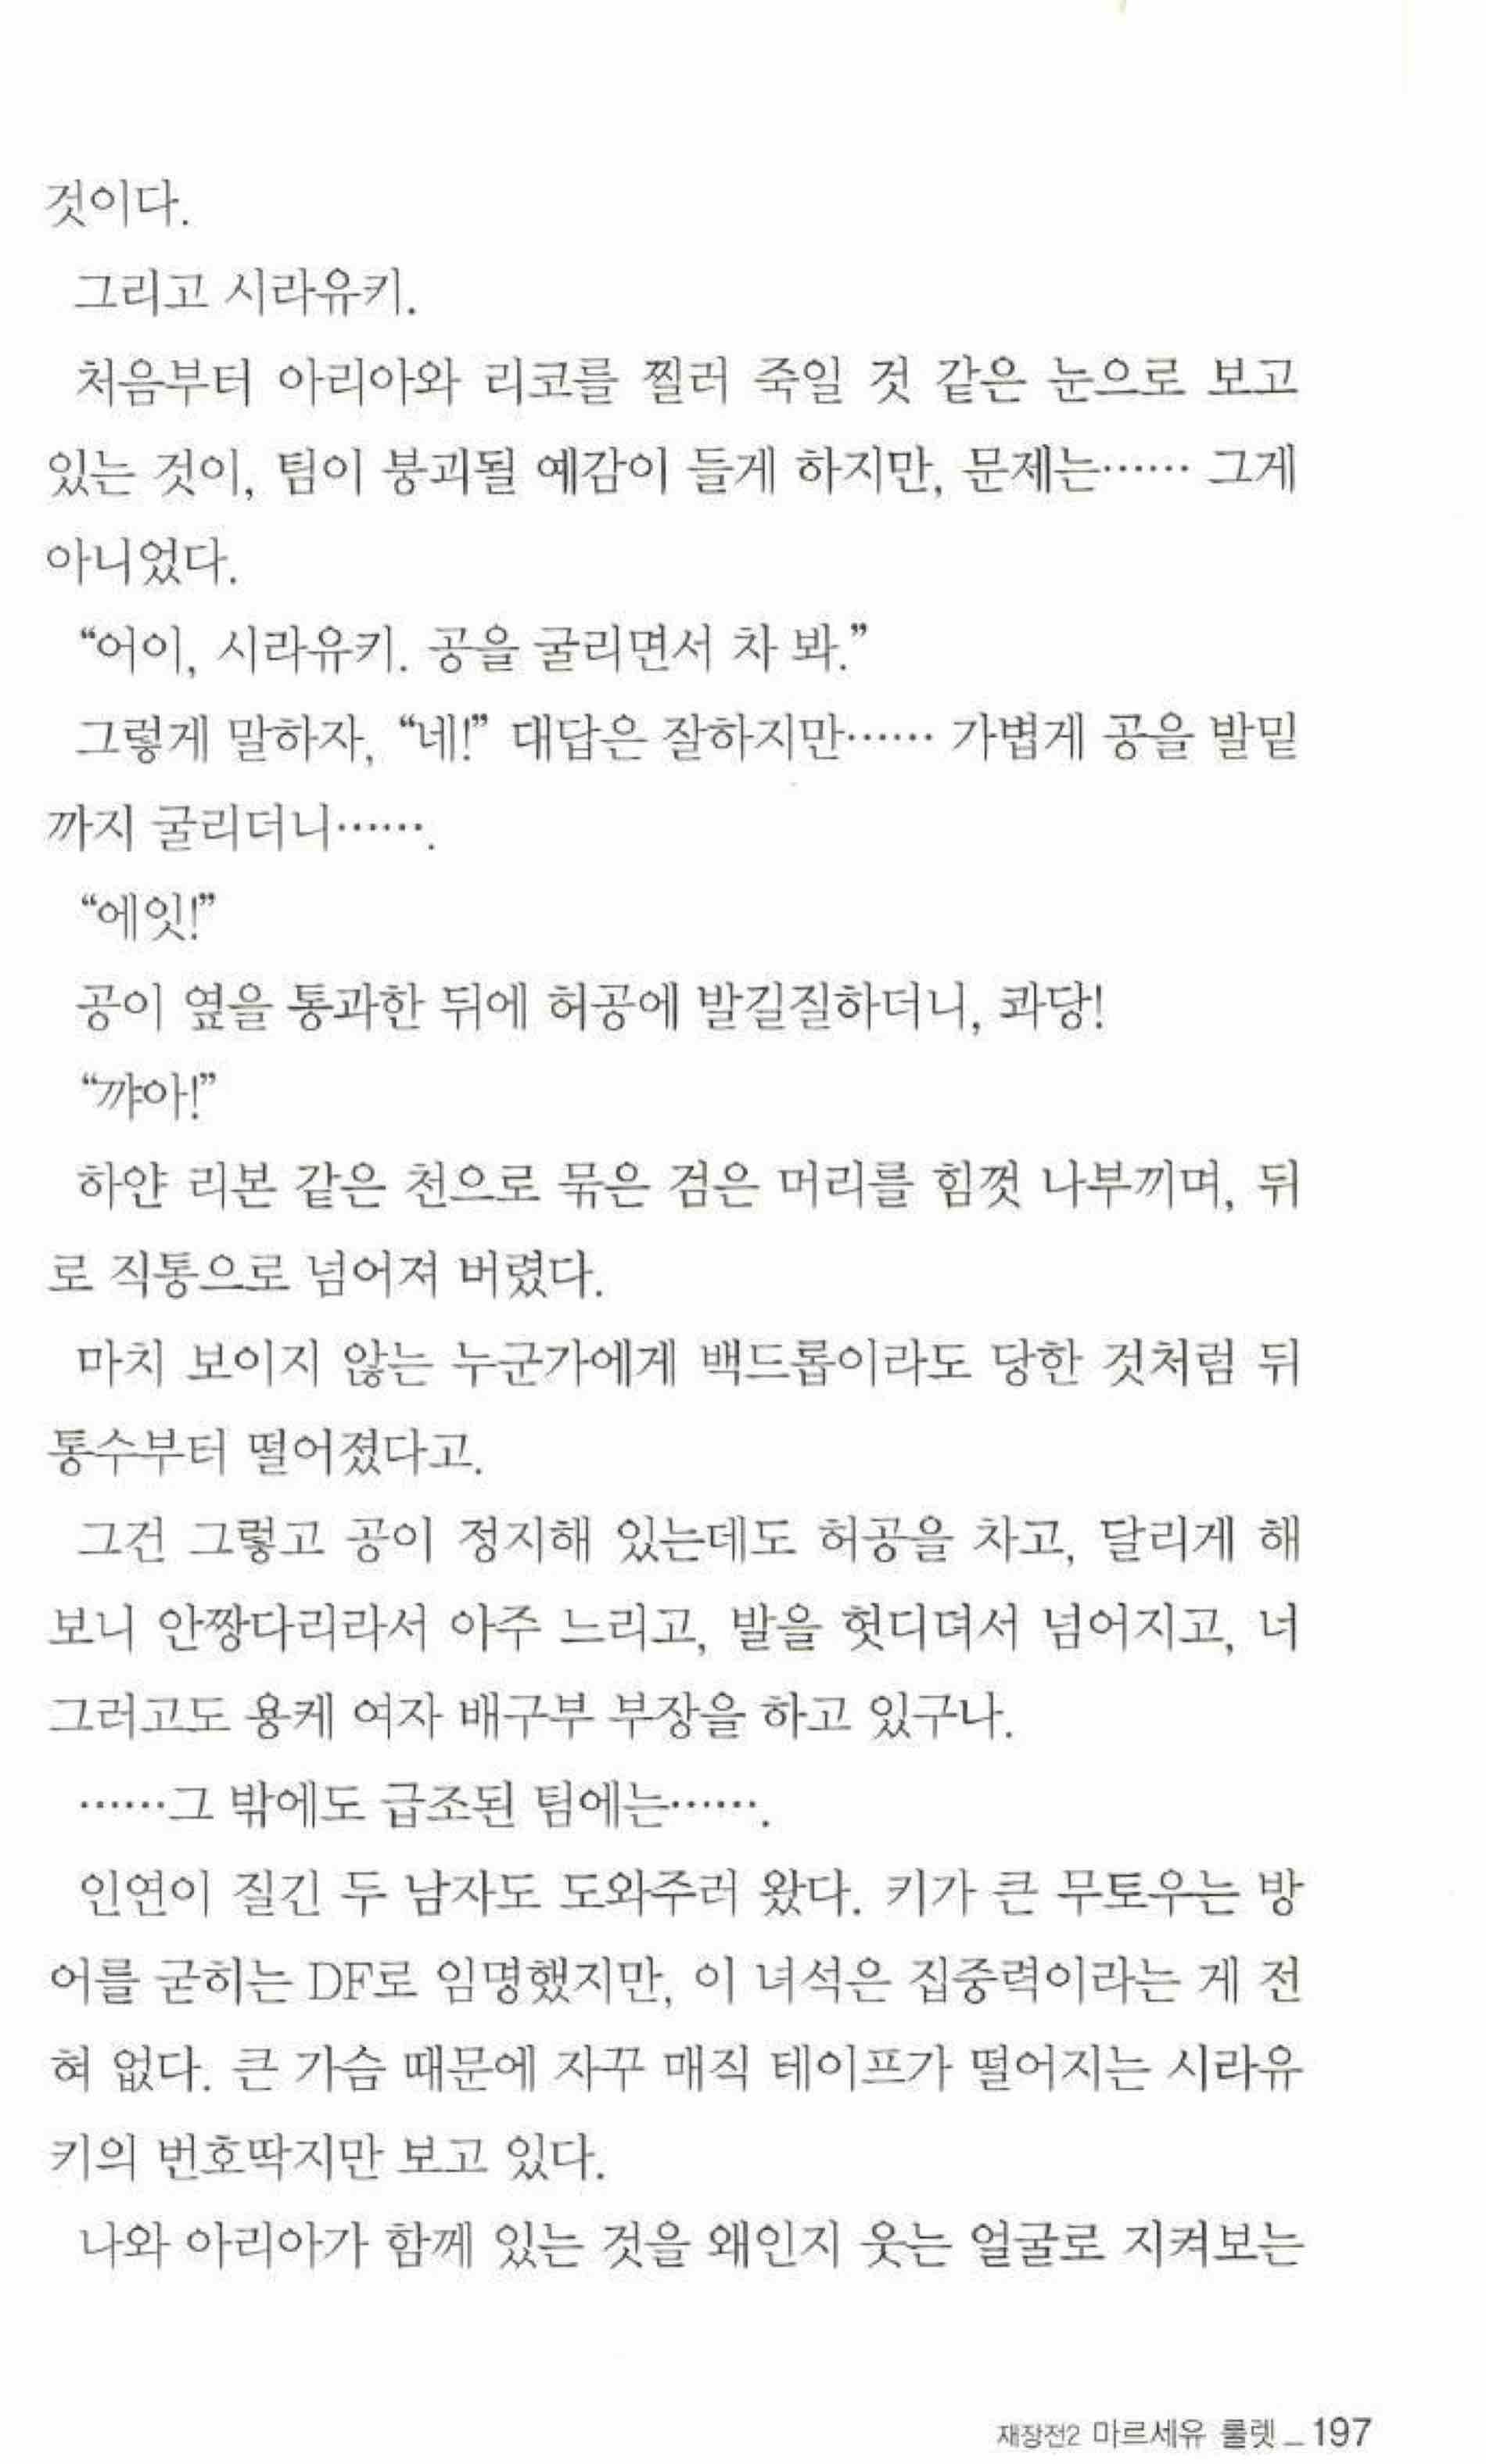 것이다.
그리고 시라유키.
처음부터 아리아와 리코를 찔러 죽일 것 같은 눈으로 보고
있는 것이, 팀이 붕괴될 예감이 들게 하지만, 문제는…… 그게
아니었다.
“어이, 시라유키. 공을 굴리면서 차 봐.”
그렇게 말하자, “네!” 대답은 잘하지만…… 가볍게 공을 발밑
까지 굴리더니…….
“에잇!”
공이 옆을 통과한 뒤에 허공에 발길질하더니, 콰당!
“꺄아!”
하얀 리본 같은 천으로 묶은 검은 머리를 힘껏 나부끼며, 뒤
로 직통으로 넘어져 버렸다.
마치 보이지 않는 누군가에게 백드롭이라도 당한 것처럼 뒤
통수부터 떨어졌다고.
그건 그렇고 공이 정지해 있는데도 허공을 차고, 달리게 해
보니 안짱다리라서 아주 느리고, 발을 헛디뎌서 넘어지고, 너
그러고도 용케 여자 배구부 부장을 하고 있구나.
……그 밖에도 급조된 팀에는…….
인연이 질긴 두 남자도 도와주러 왔다. 키가 큰 무토우는 방
어를 굳히는 DF로 임명했지만, 이 녀석은 집중력이라는 게 전
혀 없다. 큰 가슴 때문에 자꾸 매직 테이프가 떨어지는 시라유
키의 번호딱지만 보고 있다.
나와 아리아가 함께 있는 것을 왜인지 웃는 얼굴로 지켜보는
재장전2 마르세유 룰렛_197